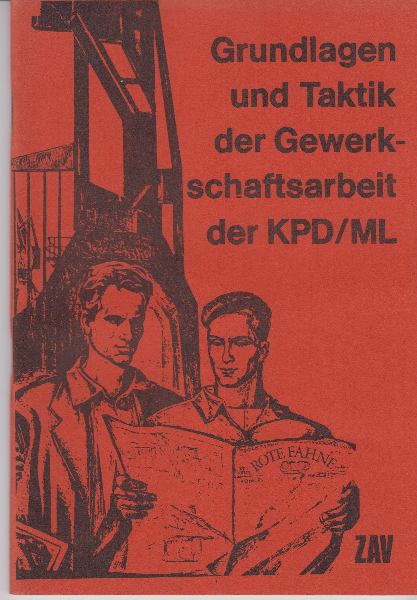 Grundlagen
und Taktik
der Gewerk-
schaftsarbeit
der KPD/ML
ROTE FAHNE
ZAV